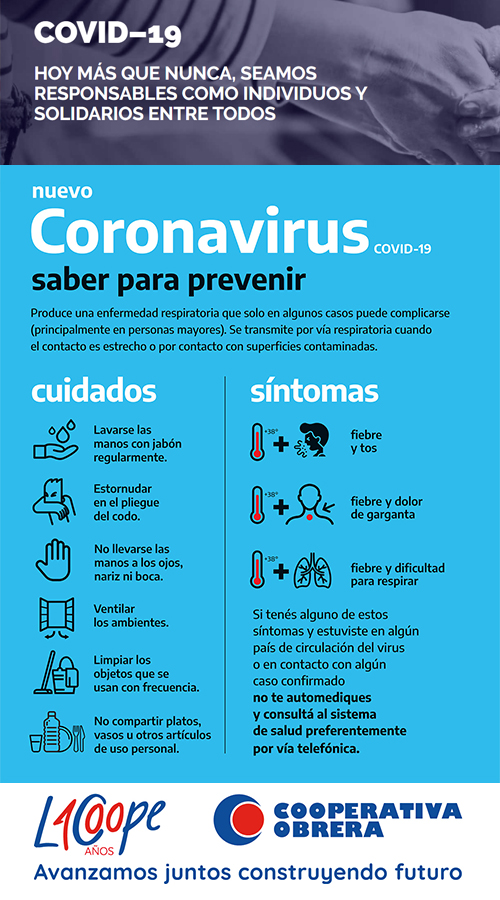 COVID–19
HOY MÁS QUE NUNCA, SEAMOS
RESPONSABLES COMO INDIVIDUOS Y
SOLIDARIOS ENTRE TODOS
nuevo
Coronavirus COVID-19
saber para prevenir
Produce una enfermedad respiratoria que solo en algunos casos puede complicarse
(principalmente en personas mayores). Se transmite por vía respiratoria cuando
el contacto es estrecho o por contacto con superficies contaminadas.
cuidados
Lavarse las
manos con jabón
regularmente.
Estornudar
en el pliegue
del codo.
No llevarse las
manos a los ojos,
nariz ni boca.
Ventilar
los ambientes.
Limpiar los
objetos que se
usan con frecuencia.
No compartir platos,
vasos u otros artículos
de uso personal.
síntomas
+38°
+
fiebre
y tos
+38°
+
fiebre y dolor
de garganta
+38°
+
fiebre y dificultad
para respirar
Si tenés alguno de estos
síntomas y estuviste en algún
país de circulación del virus
o en contacto con algún
caso confirmado
no te automediques
y consultá al sistema
de salud preferentemente
por vía telefónica.
L100Coope
AÑOS
COOPERATIVA
OBRERA
Avanzamos juntos construyendo futuro